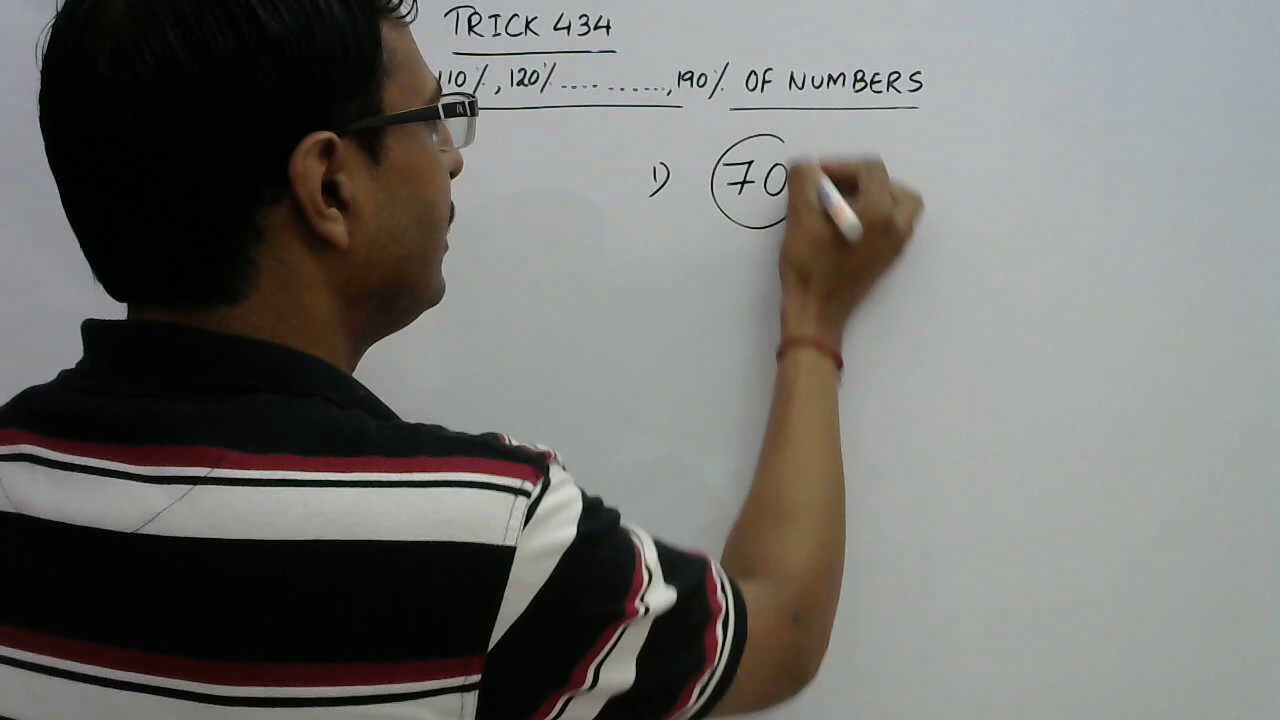 TRICK 434
110%, 120%..........., 190% OF NUMBERS
1) 70